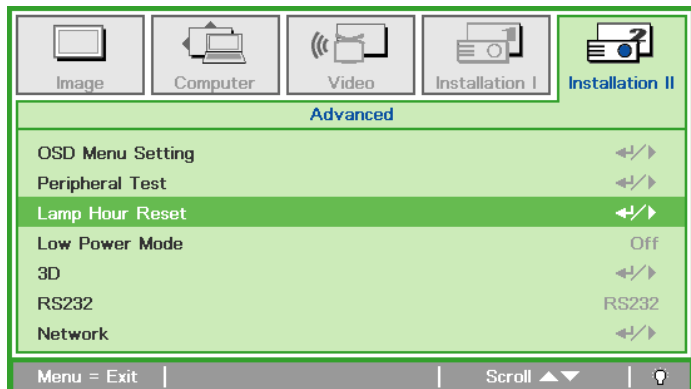 Image Computer Video Installation I Installation II
Advanced
OSD Menu Setting
Peripheral Test
Lamp Hour Reset
Low Power Mode Off
3D
RS232 RS232
Network
Menu = Exit Scroll ▲▼